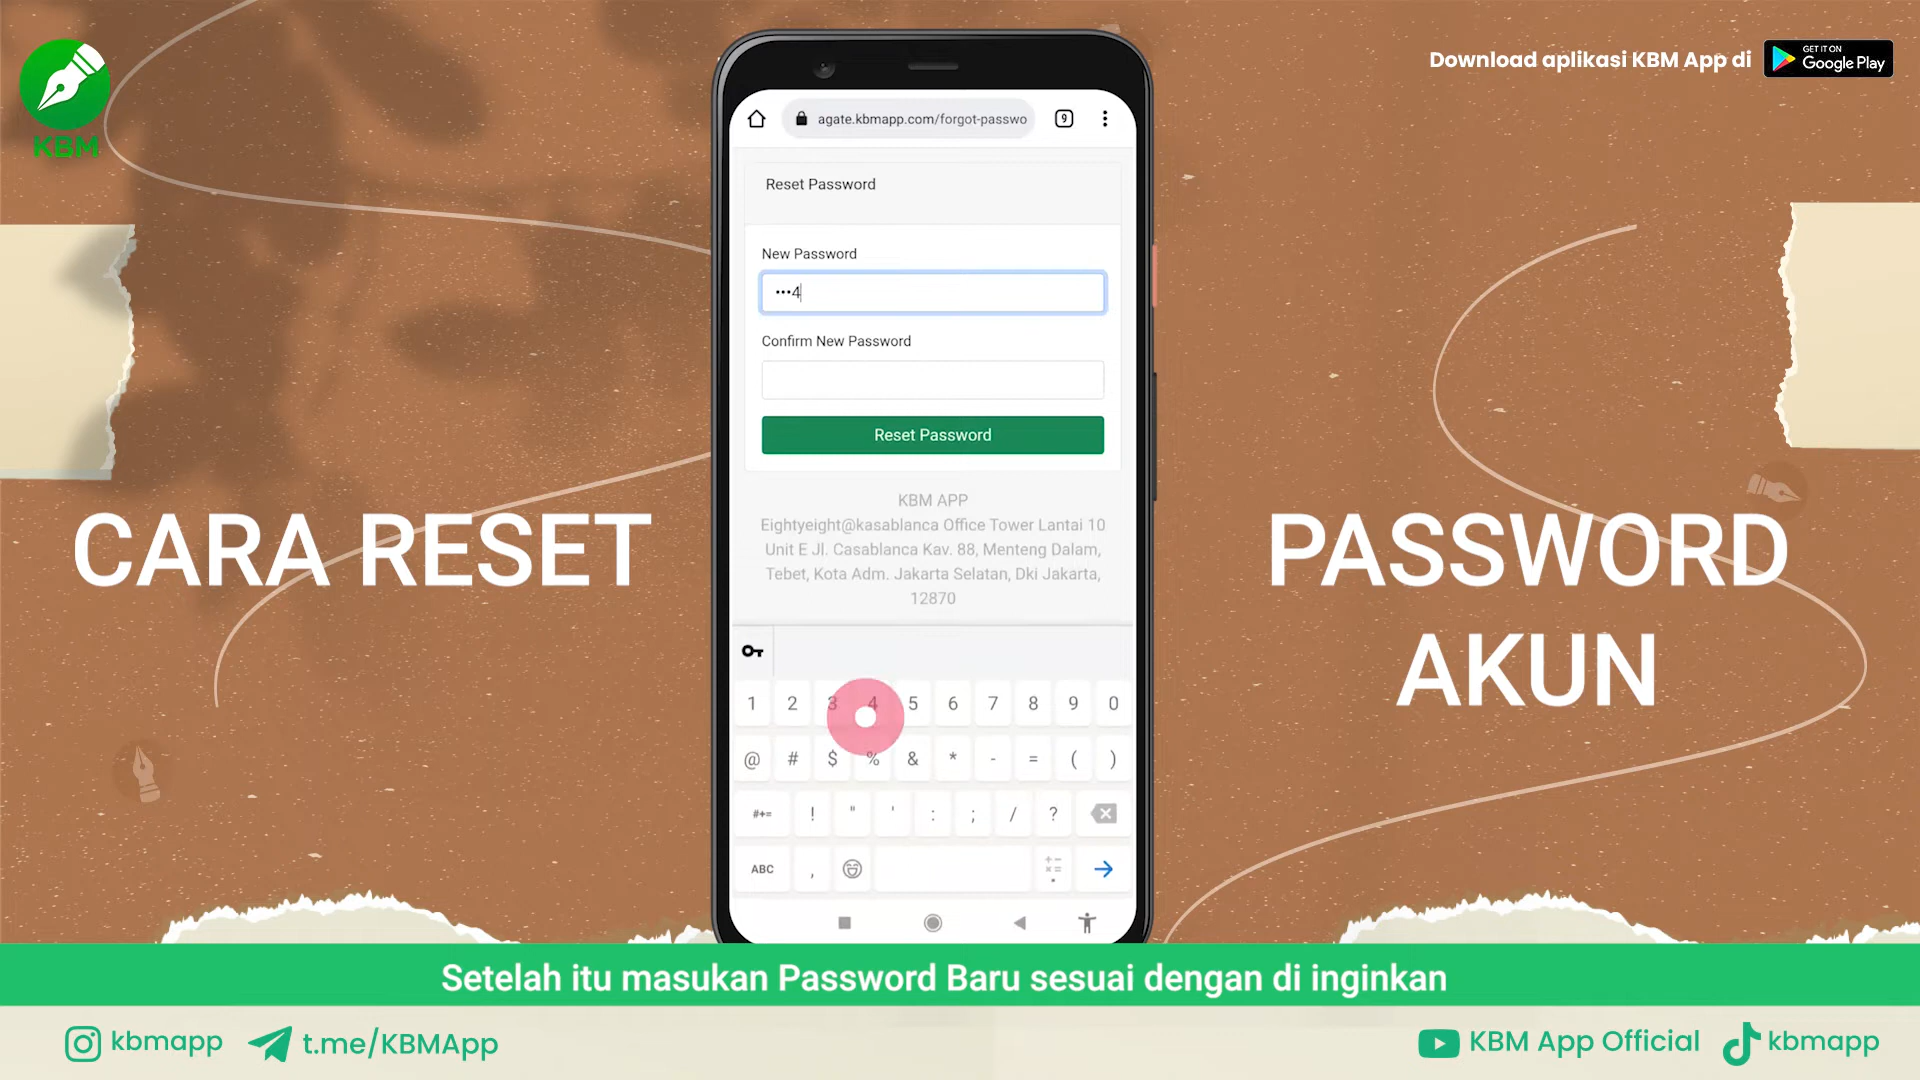 KBM
Download aplikasi KBM App di
GET IT ON
Google Play
9
agate.kbmapp.com/forgot-passwo
Reset Password
New Password
•••4
Confirm New Password
Reset Password
KBM APP
Eightyeight@kasablanca Office Tower Lantai 10
Unit E Jl. Casablanca Kav. 88, Menteng Dalam,
Tebet, Kota Adm. Jakarta Selatan, Dki Jakarta,
12870
CARA RESET
PASSWORD
AKUN
1 2 3 4 5 6 7 8 9 0
@ # $ % & * - = ( )
#+= ! " ' : ; / ?
ABC ,
Setelah itu masukan Password Baru sesuai dengan di inginkan
kbmapp
t.me/KBMApp
KBM App Official
kbmapp